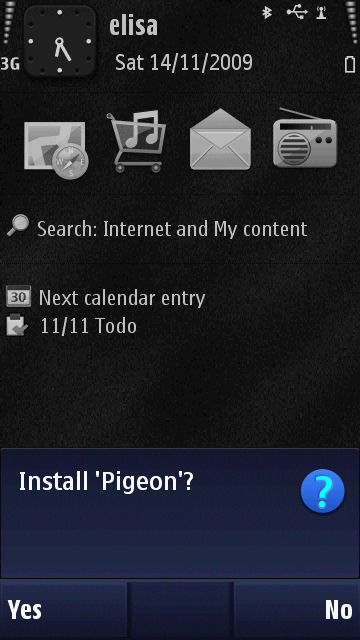 elisa
3G
Sat 14/11/2009
Search: Internet and My content
30
Next calendar entry
11/11 Todo
Install 'Pigeon'?
?
Yes
No